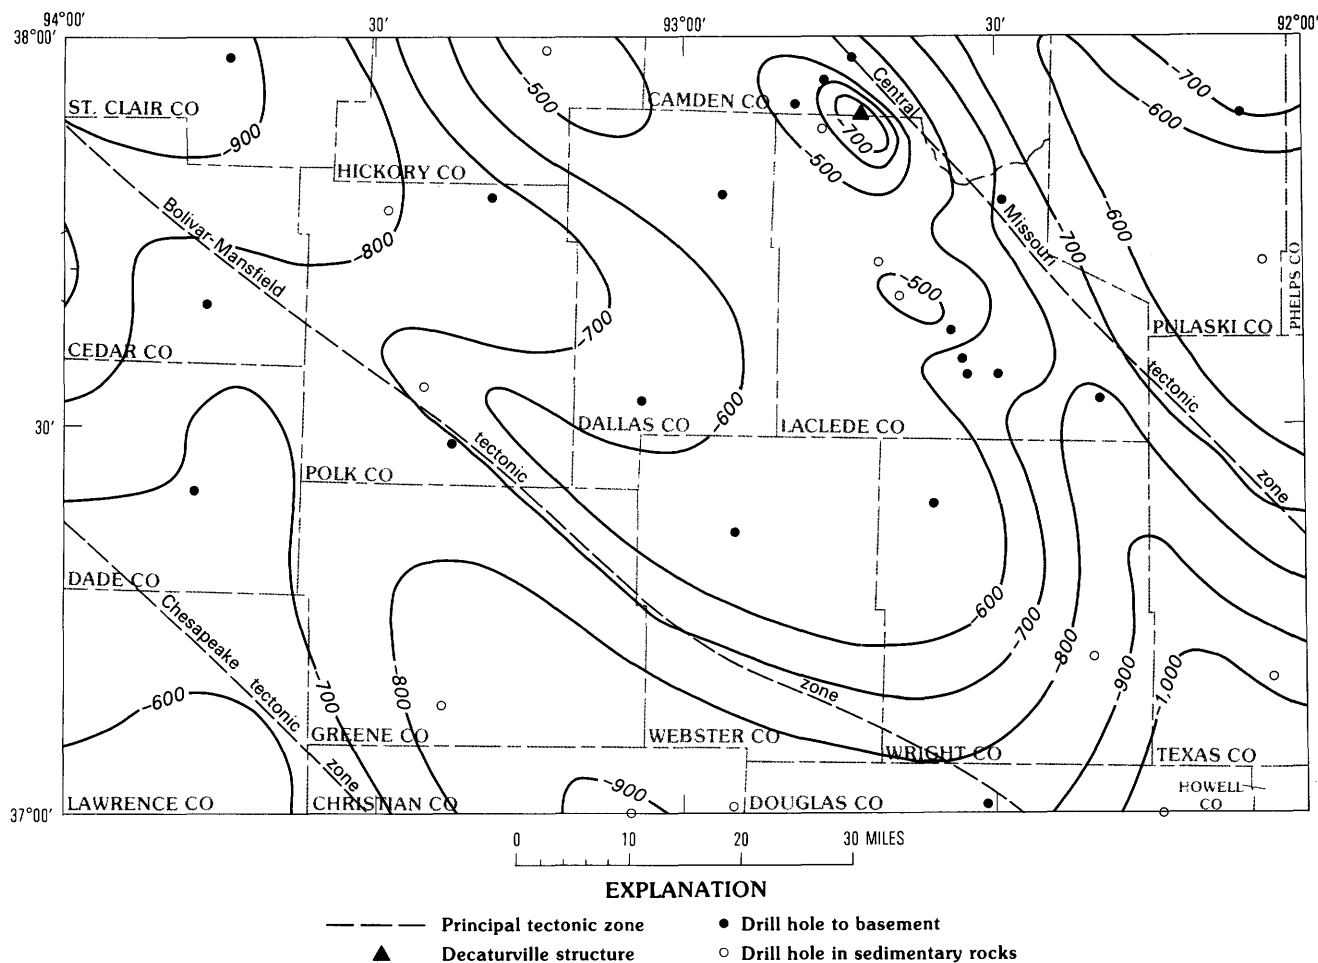 94°00′ 30′ 93°00′ 30′ 92°00′
38°00′
ST. CLAIR CO
-900
-500
CAMDEN CO
Central
-700
-700
-600
HICKORY CO
-500
-800
Bolivar-Mansfield
Missouri
-700
-600
PHELPS CO
-500
-700
PULASKI CO
CEDAR CO
tectonic
-600
30′
DALLAS CO
LACLEDE CO
tectonic
POLK CO
zone
DADE CO
Chesapeake
-600
-700
-800
-900
-1,000
tectonic
-600
-700
-800
zone
GREENE CO
WEBSTER CO
WRIGHT CO
TEXAS CO
zone
-900
HOWELL
CO
LAWRENCE CO
CHRISTIAN CO
DOUGLAS CO
37°00′
0 10 20 30 MILES
EXPLANATION
Principal tectonic zone
Drill hole to basement
Decaturville structure
Drill hole in sedimentary rocks